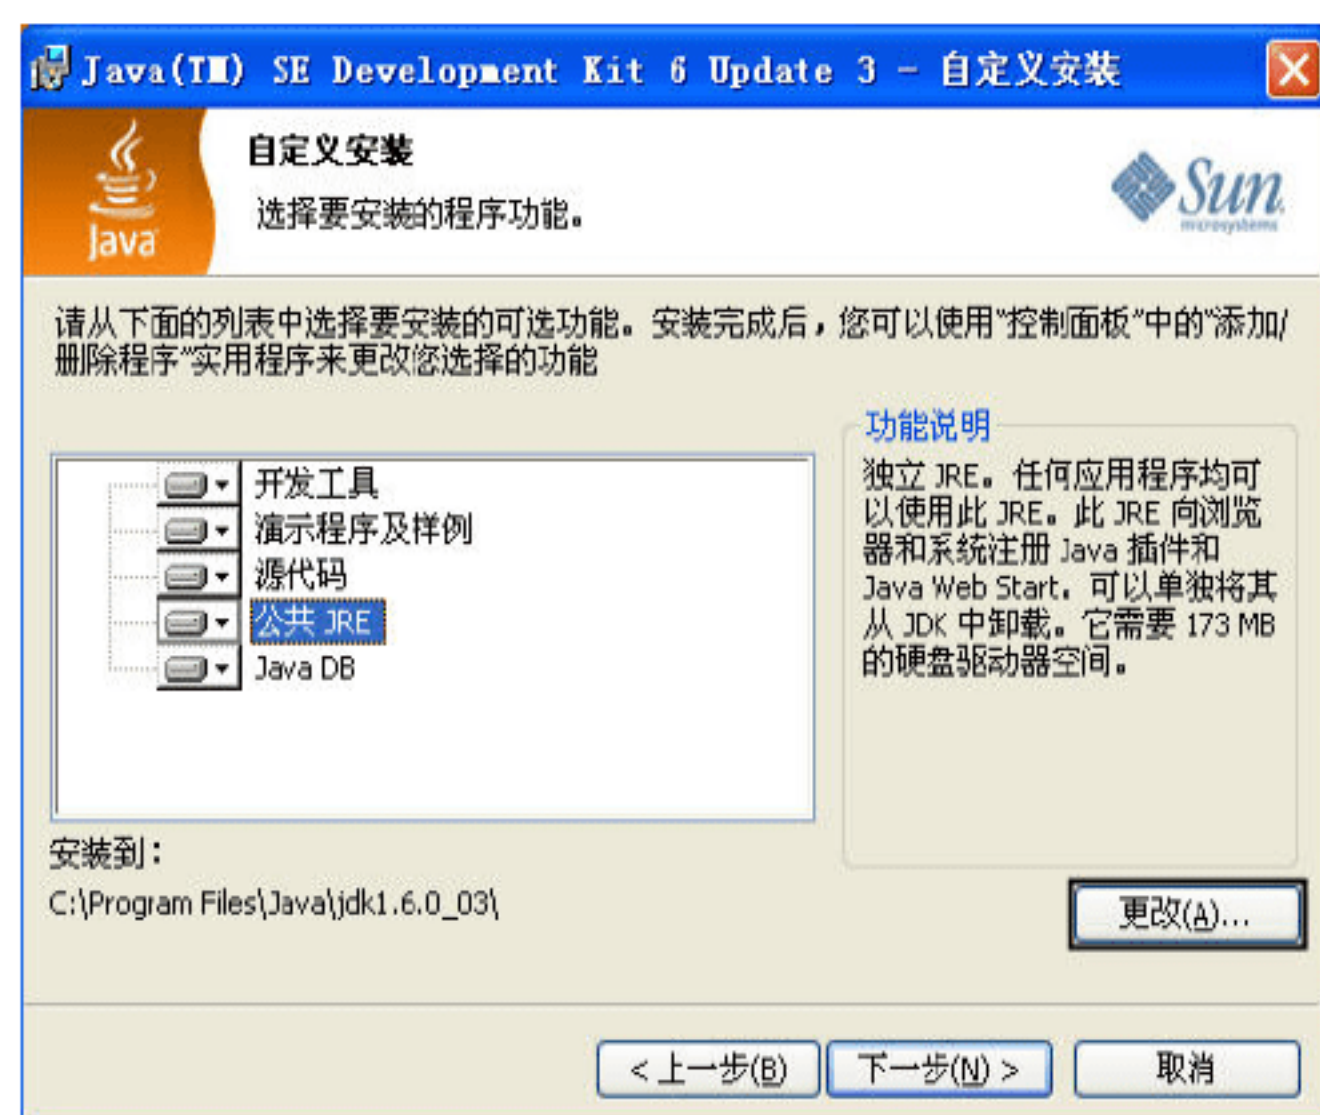 Java(TM) SE Development Kit 6 Update 3 - 自定义安装
自定义安装
选择要安装的程序功能。
Java
Sun
microsystems
请从下面的列表中选择要安装的可选功能。安装完成后，您可以使用"控制面板"中的"添加/
删除程序"实用程序来更改您选择的功能
开发工具
演示程序及样例
源代码
公共 JRE
Java DB
功能说明
独立 JRE。任何应用程序均可
以使用此 JRE。此 JRE 向浏览
器和系统注册 Java 插件和
Java Web Start。可以单独将其
从 JDK 中卸载。它需要 173 MB
的硬盘驱动器空间。
安装到：
C:\Program Files\Java\jdk1.6.0_03\
更改(A)...
< 上一步(B)
下一步(N) >
取消